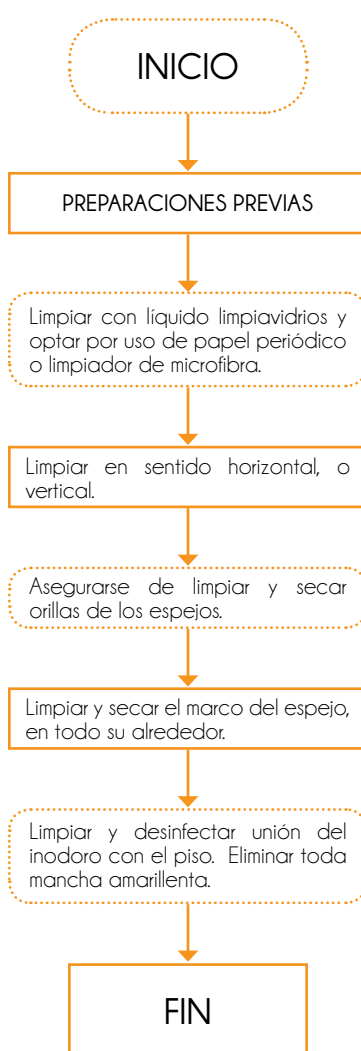 INICIO
PREPARACIONES PREVIAS
Limpiar con líquido limpiavidrios y
optar por uso de papel periódico
o limpiador de microfibra.
Limpiar en sentido horizontal, o
vertical.
Asegurarse de limpiar y secar
orillas de los espejos.
Limpiar y secar el marco del espejo,
en todo su alrededor.
Limpiar y desinfectar unión del
inodoro con el piso. Eliminar toda
mancha amarillenta.
FIN